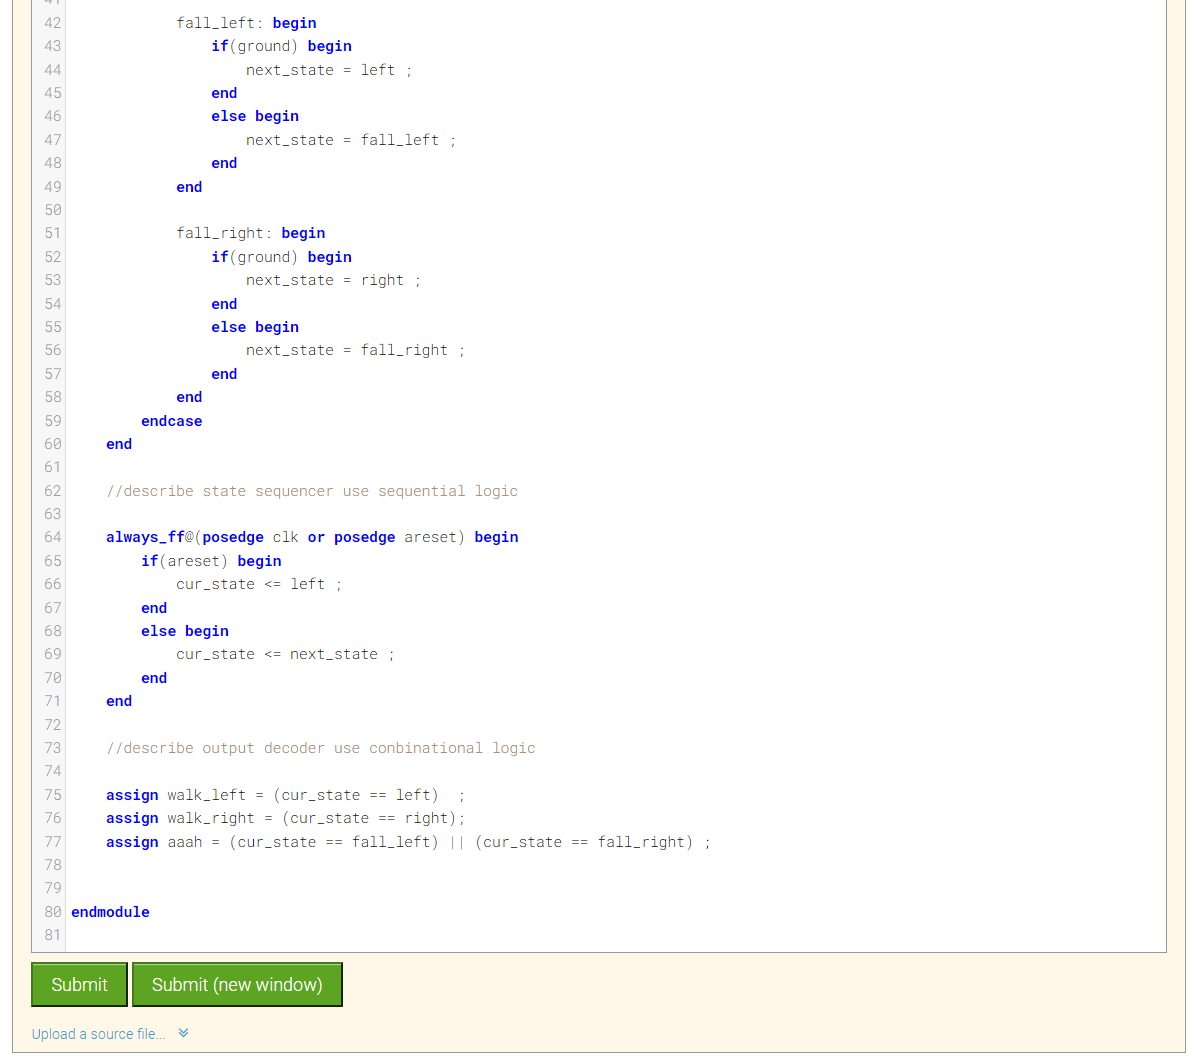 41
42 fall_left: begin
43 if(ground) begin
44 next_state = left ;
45 end
46 else begin
47 next_state = fall_left ;
48 end
49 end
50
51 fall_right: begin
52 if(ground) begin
53 next_state = right ;
54 end
55 else begin
56 next_state = fall_right ;
57 end
58 end
59 endcase
60 end
61
62 //describe state sequencer use sequential logic
63
64 always_ff@(posedge clk or posedge areset) begin
65 if(areset) begin
66 cur_state <= left ;
67 end
68 else begin
69 cur_state <= next_state ;
70 end
71 end
72
73 //describe output decoder use conbinational logic
74
75 assign walk_left = (cur_state == left)  ;
76 assign walk_right = (cur_state == right);
77 assign aaah = (cur_state == fall_left) || (cur_state == fall_right) ;
78
79
80 endmodule
81
Submit Submit (new window)
Upload a source file...